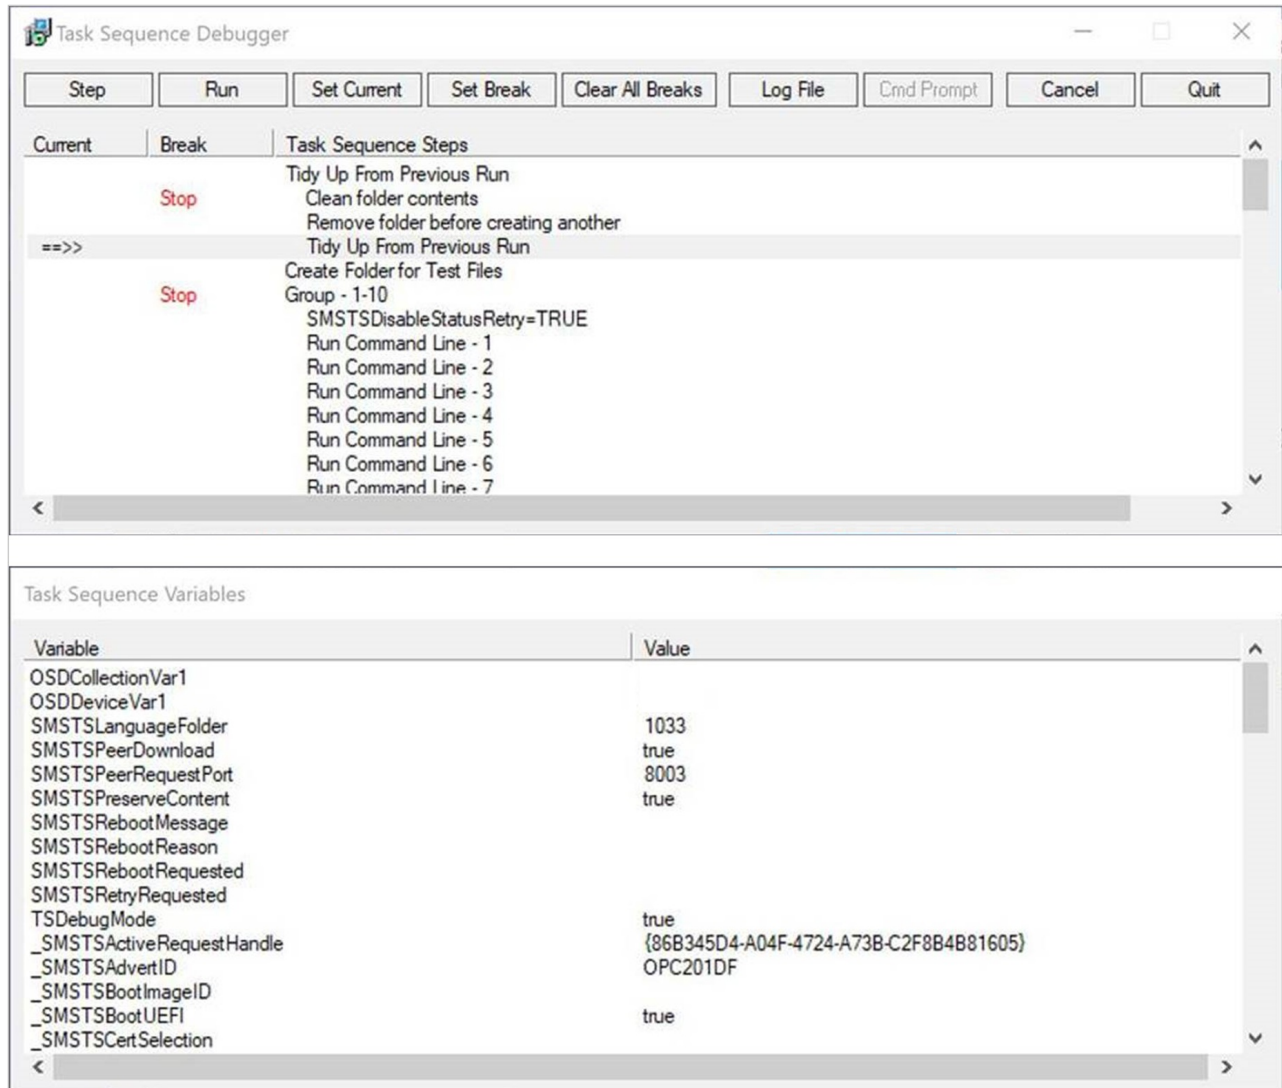 Task Sequence Debugger
Step Run Set Current Set Break Clear All Breaks Log File Cmd Prompt Cancel Quit
Current Break Task Sequence Steps
Tidy Up From Previous Run
Stop Clean folder contents
Remove folder before creating another
==>> Tidy Up From Previous Run
Create Folder for Test Files
Stop Group - 1-10
SMSTSDisableStatusRetry=TRUE
Run Command Line - 1
Run Command Line - 2
Run Command Line - 3
Run Command Line - 4
Run Command Line - 5
Run Command Line - 6
Run Command Line - 7
Task Sequence Variables
Variable Value
OSDCollectionVar1
OSDDeviceVar1
SMSTSLanguageFolder 1033
SMSTSPeerDownload true
SMSTSPeerRequestPort 8003
SMSTSPreserveContent true
SMSTSRebootMessage
SMSTSRebootReason
SMSTSRebootRequested
SMSTSRetryRequested
TSDebugMode true
_SMSTSActiveRequestHandle {86B345D4-A04F-4724-A73B-C2F8B4B81605}
_SMSTSAdvertID OPC201DF
_SMSTSBootImageID
_SMSTSBootUEFI true
_SMSTSCertSelection